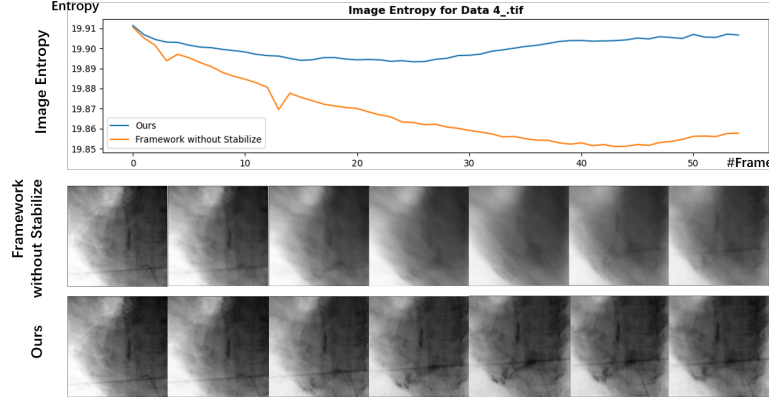 Entropy
Image Entropy for Data 4_.tif
Image Entropy
19.91
19.90
19.89
19.88
19.87
19.86
19.85
Ours
Framework without Stabilize
0
10
20
30
40
50
#Frame
Framework
without Stabilize
Ours